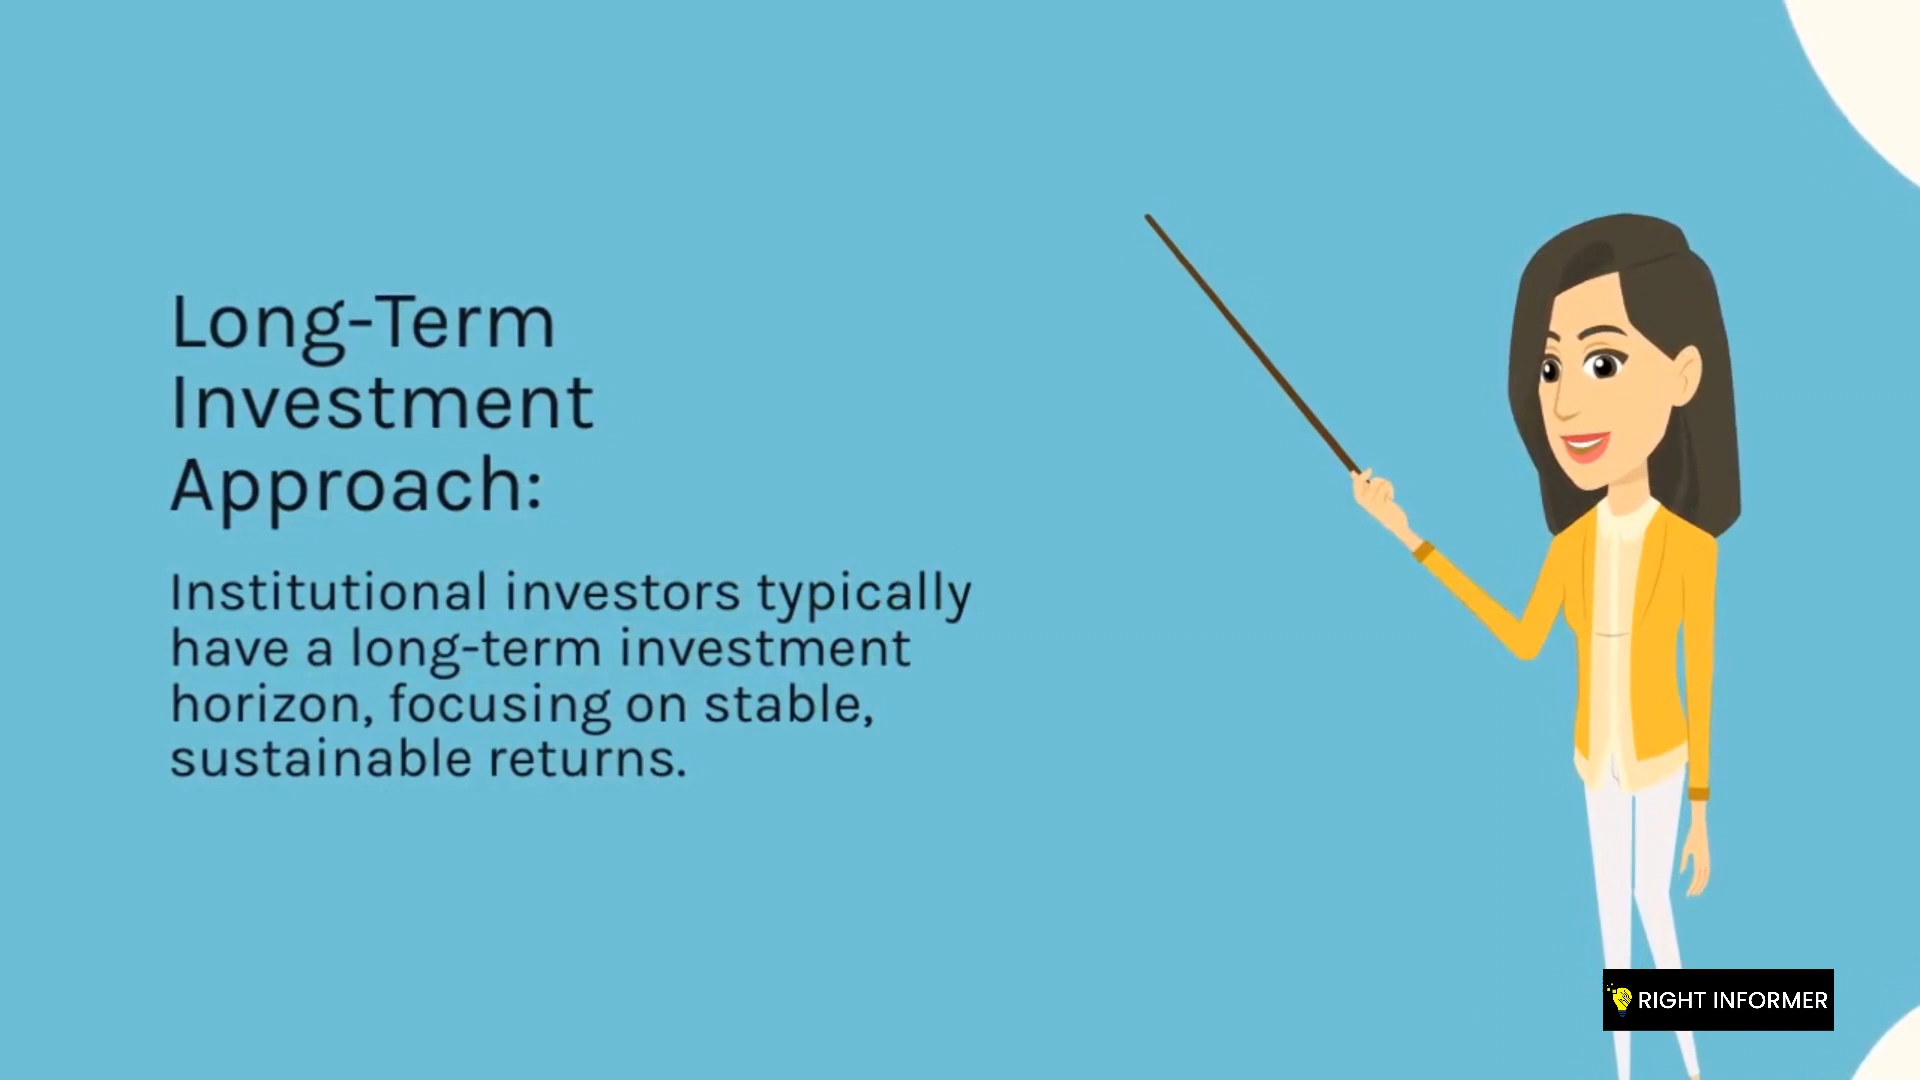 Long-Term
Investment
Approach:
Institutional investors typically
have a long-term investment
horizon, focusing on stable,
sustainable returns.
RIGHT INFORMER